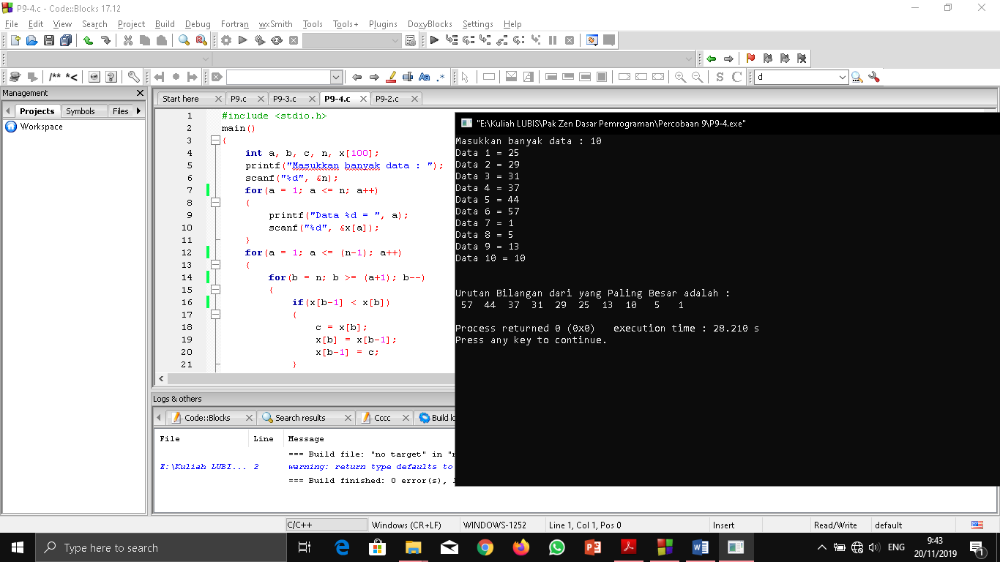 P9-4.c - Code::Blocks 17.12
File Edit View Search Project Build Debug Fortran wxSmith Tools Tools+ Plugins DoxyBlocks Settings Help
/** *<
Aa .*
S C d
Management
Projects Symbols Files
Workspace
Start here P9.c P9-3.c P9-4.c P9-2.c
1 #include <stdio.h>
2 main()
3 {
4 int a, b, c, n, x[100];
5 printf("Masukkan banyak data : ");
6 scanf("%d", &n);
7 for(a = 1; a <= n; a++)
8 {
9 printf("Data %d = ", a);
10 scanf("%d", &x[a]);
11 }
12 for(a = 1; a <= (n-1); a++)
13 {
14 for(b = n; b >= (a+1); b--)
15 {
16 if(x[b-1] < x[b])
17 {
18 c = x[b];
19 x[b] = x[b-1];
20 x[b-1] = c;
21 }
"E:\Kuliah LUBIS\Pak Zen Dasar Pemrograman\Percobaan 9\P9-4.exe"
Masukkan banyak data : 10
Data 1 = 25
Data 2 = 29
Data 3 = 31
Data 4 = 37
Data 5 = 44
Data 6 = 57
Data 7 = 1
Data 8 = 5
Data 9 = 13
Data 10 = 10
Urutan Bilangan dari yang Paling Besar adalah :
57 44 37 31 29 25 13 10 5 1
Process returned 0 (0x0) execution time : 28.210 s
Press any key to continue.
Logs & others
Code::Blocks Search results Cccc Build lo
File Line Message
=== Build file: "no target" in "n
E:\Kuliah LUBI... 2 warning: return type defaults to
=== Build finished: 0 error(s),
C/C++ Windows (CR+LF) WINDOWS-1252 Line 1, Col 1, Pos 0 Insert Read/Write default
Type here to search
ENG
9:43
20/11/2019
1